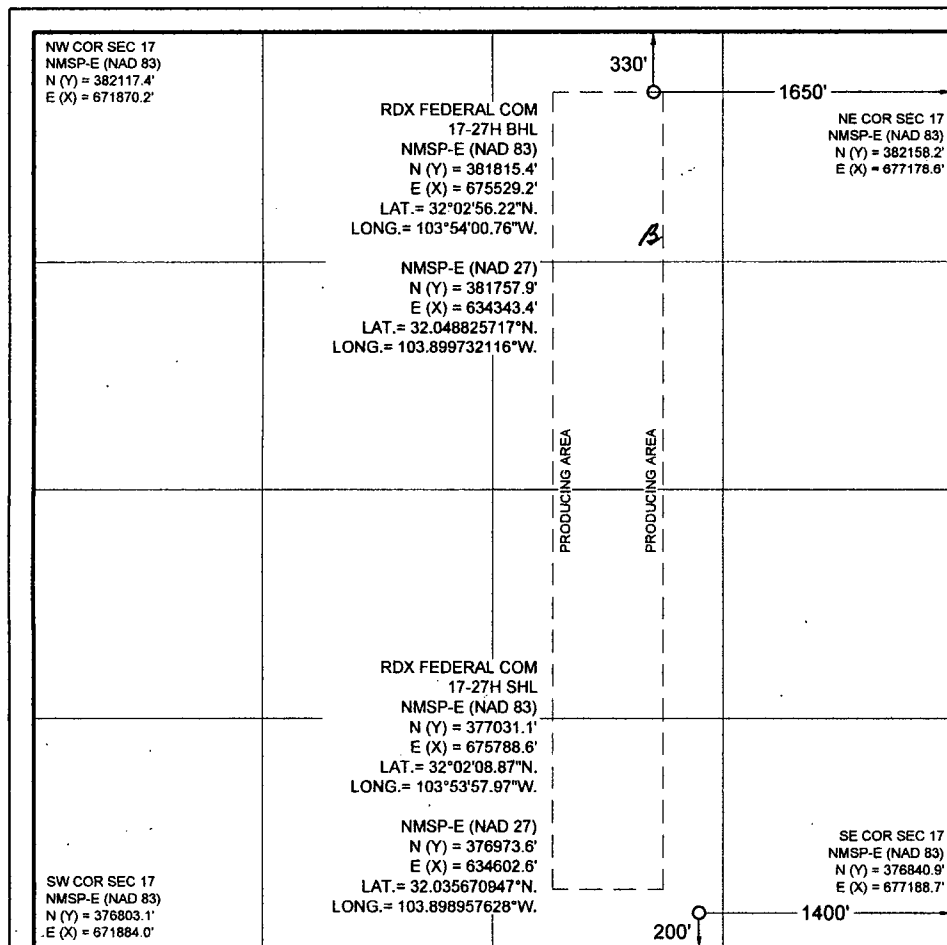 NW COR SEC 17
NMSP-E (NAD 83)
N (Y) = 382117.4'
E (X) = 671870.2'
330'
1650'
RDX FEDERAL COM
17-27H BHL
NMSP-E (NAD 83)
N (Y) = 381815.4'
E (X) = 675529.2'
LAT.= 32°02'56.22"N.
LONG.= 103°54'00.76"W.
NE COR SEC 17
NMSP-E (NAD 83)
N (Y) = 382158.2'
E (X) = 677178.6'
B
NMSP-E (NAD 27)
N (Y) = 381757.9'
E (X) = 634343.4'
LAT.= 32.048825717°N.
LONG.= 103.899732116°W.
PRODUCING AREA
PRODUCING AREA
RDX FEDERAL COM
17-27H SHL
NMSP-E (NAD 83)
N (Y) = 377031.1'
E (X) = 675788.6'
LAT.= 32°02'08.87"N.
LONG.= 103°53'57.97"W.
NMSP-E (NAD 27)
N (Y) = 376973.6'
E (X) = 634602.6'
LAT.= 32.035670947°N.
LONG.= 103.898957628°W.
SW COR SEC 17
NMSP-E (NAD 83)
N (Y) = 376803.1'
E (X) = 671884.0'
SE COR SEC 17
NMSP-E (NAD 83)
N (Y) = 376840.9'
E (X) = 677188.7'
1400'
200'